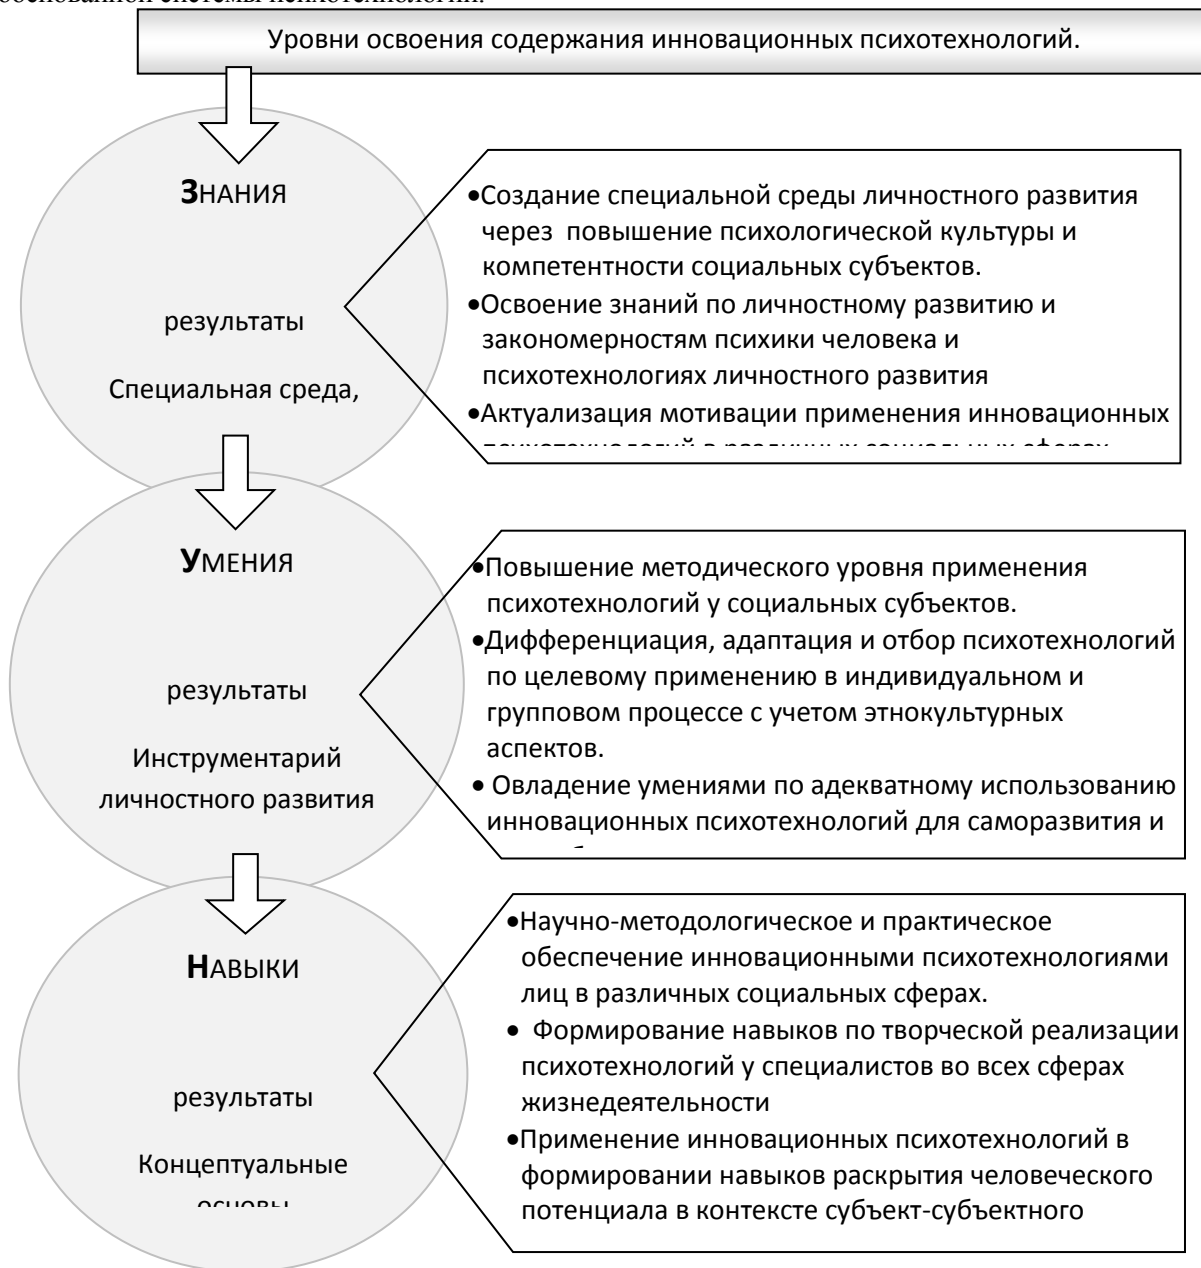 Уровни освоения содержания инновационных психотехнологий.
ЗНАНИЯ
результаты
Специальная среда,
•Создание специальной среды личностного развития
через повышение психологической культуры и
компетентности социальных субъектов.
•Освоение знаний по личностному развитию и
закономерностям психики человека и
психотехнологиях личностного развития
•Актуализация мотивации применения инновационных
психотехнологий в различных социальных сферах
УМЕНИЯ
результаты
Инструментарий
личностного развития
•Повышение методического уровня применения
психотехнологий у социальных субъектов.
•Дифференциация, адаптация и отбор психотехнологий
по целевому применению в индивидуальном и
групповом процессе с учетом этнокультурных
аспектов.
• Овладение умениями по адекватному использованию
инновационных психотехнологий для саморазвития и
НАВЫКИ
результаты
Концептуальные
основы
•Научно-методологическое и практическое
обеспечение инновационными психотехнологиями
лиц в различных социальных сферах.
• Формирование навыков по творческой реализации
психотехнологий у специалистов во всех сферах
жизнедеятельности
•Применение инновационных психотехнологий в
формировании навыков раскрытия человеческого
потенциала в контексте субъект-субъектного